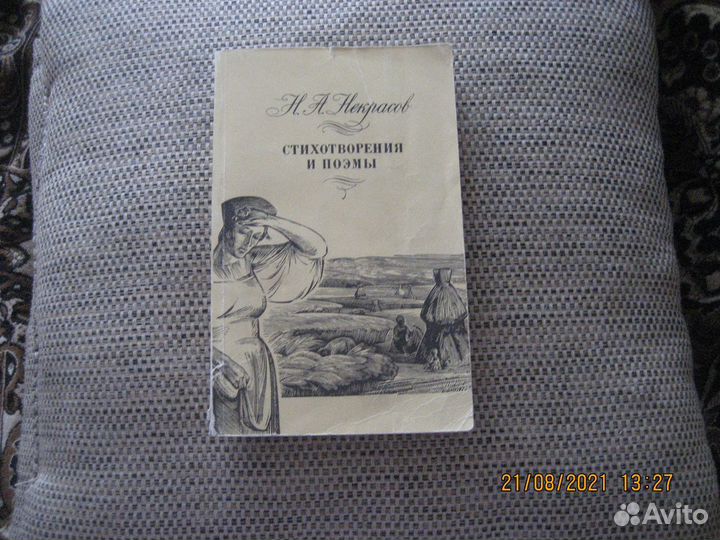 Н. А. Некрасов
СТИХОТВОРЕНИЯ
И ПОЭМЫ
21/08/2021 13:27
Avito